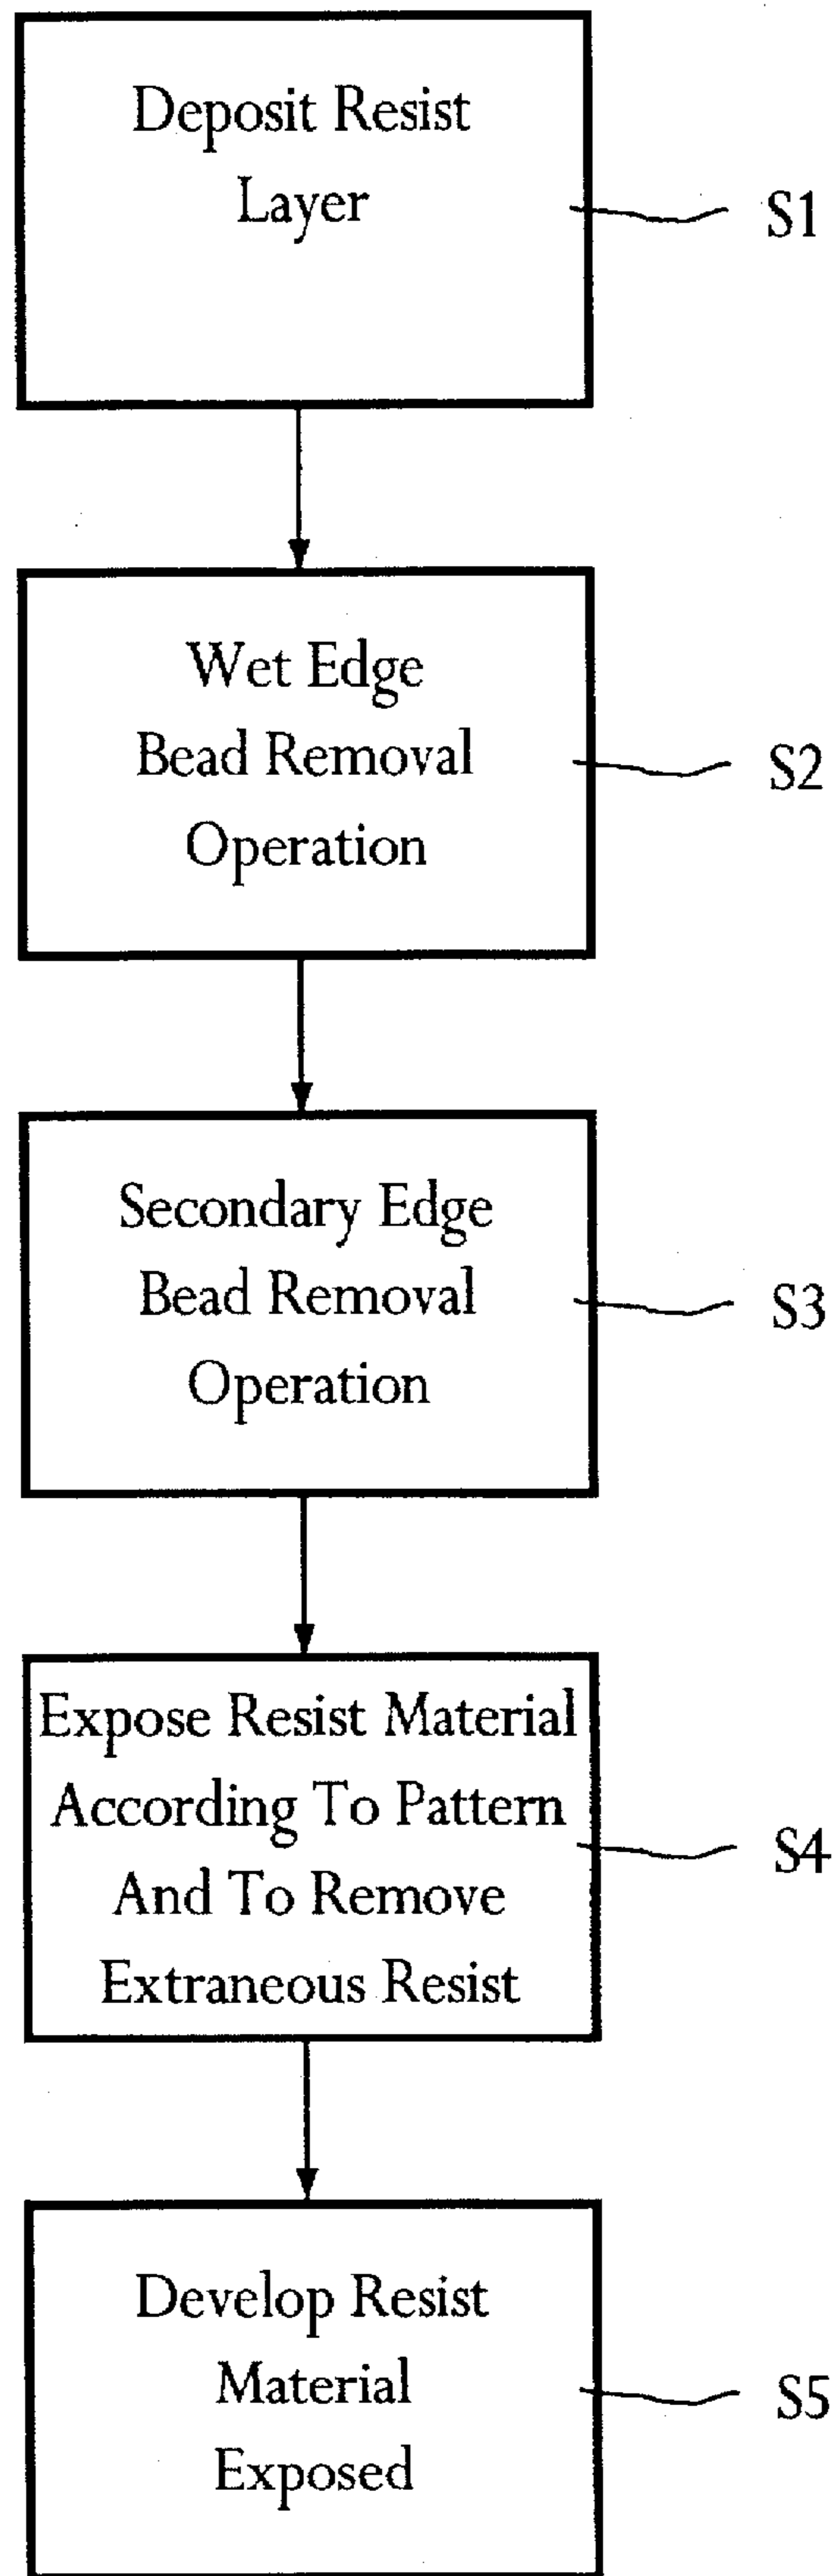 Deposit Resist
Layer
S1
Wet Edge
Bead Removal
Operation
S2
Secondary Edge
Bead Removal
Operation
S3
Expose Resist Material
According To Pattern
And To Remove
Extraneous Resist
S4
Develop Resist
Material
Exposed
S5